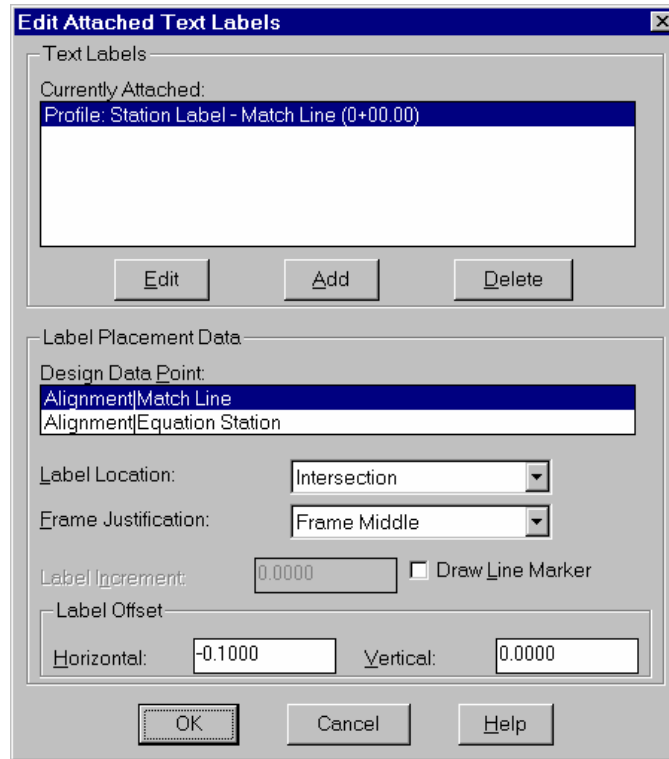 Edit Attached Text Labels
Text Labels
Currently Attached:
Profile: Station Label - Match Line (0+00.00)
Edit Add Delete
Label Placement Data
Design Data Point:
Alignment|Match Line
Alignment|Equation Station
Label Location: Intersection
Frame Justification: Frame Middle
Label Increment: 0.0000 Draw Line Marker
Label Offset
Horizontal: -0.1000 Vertical: 0.0000
OK Cancel Help